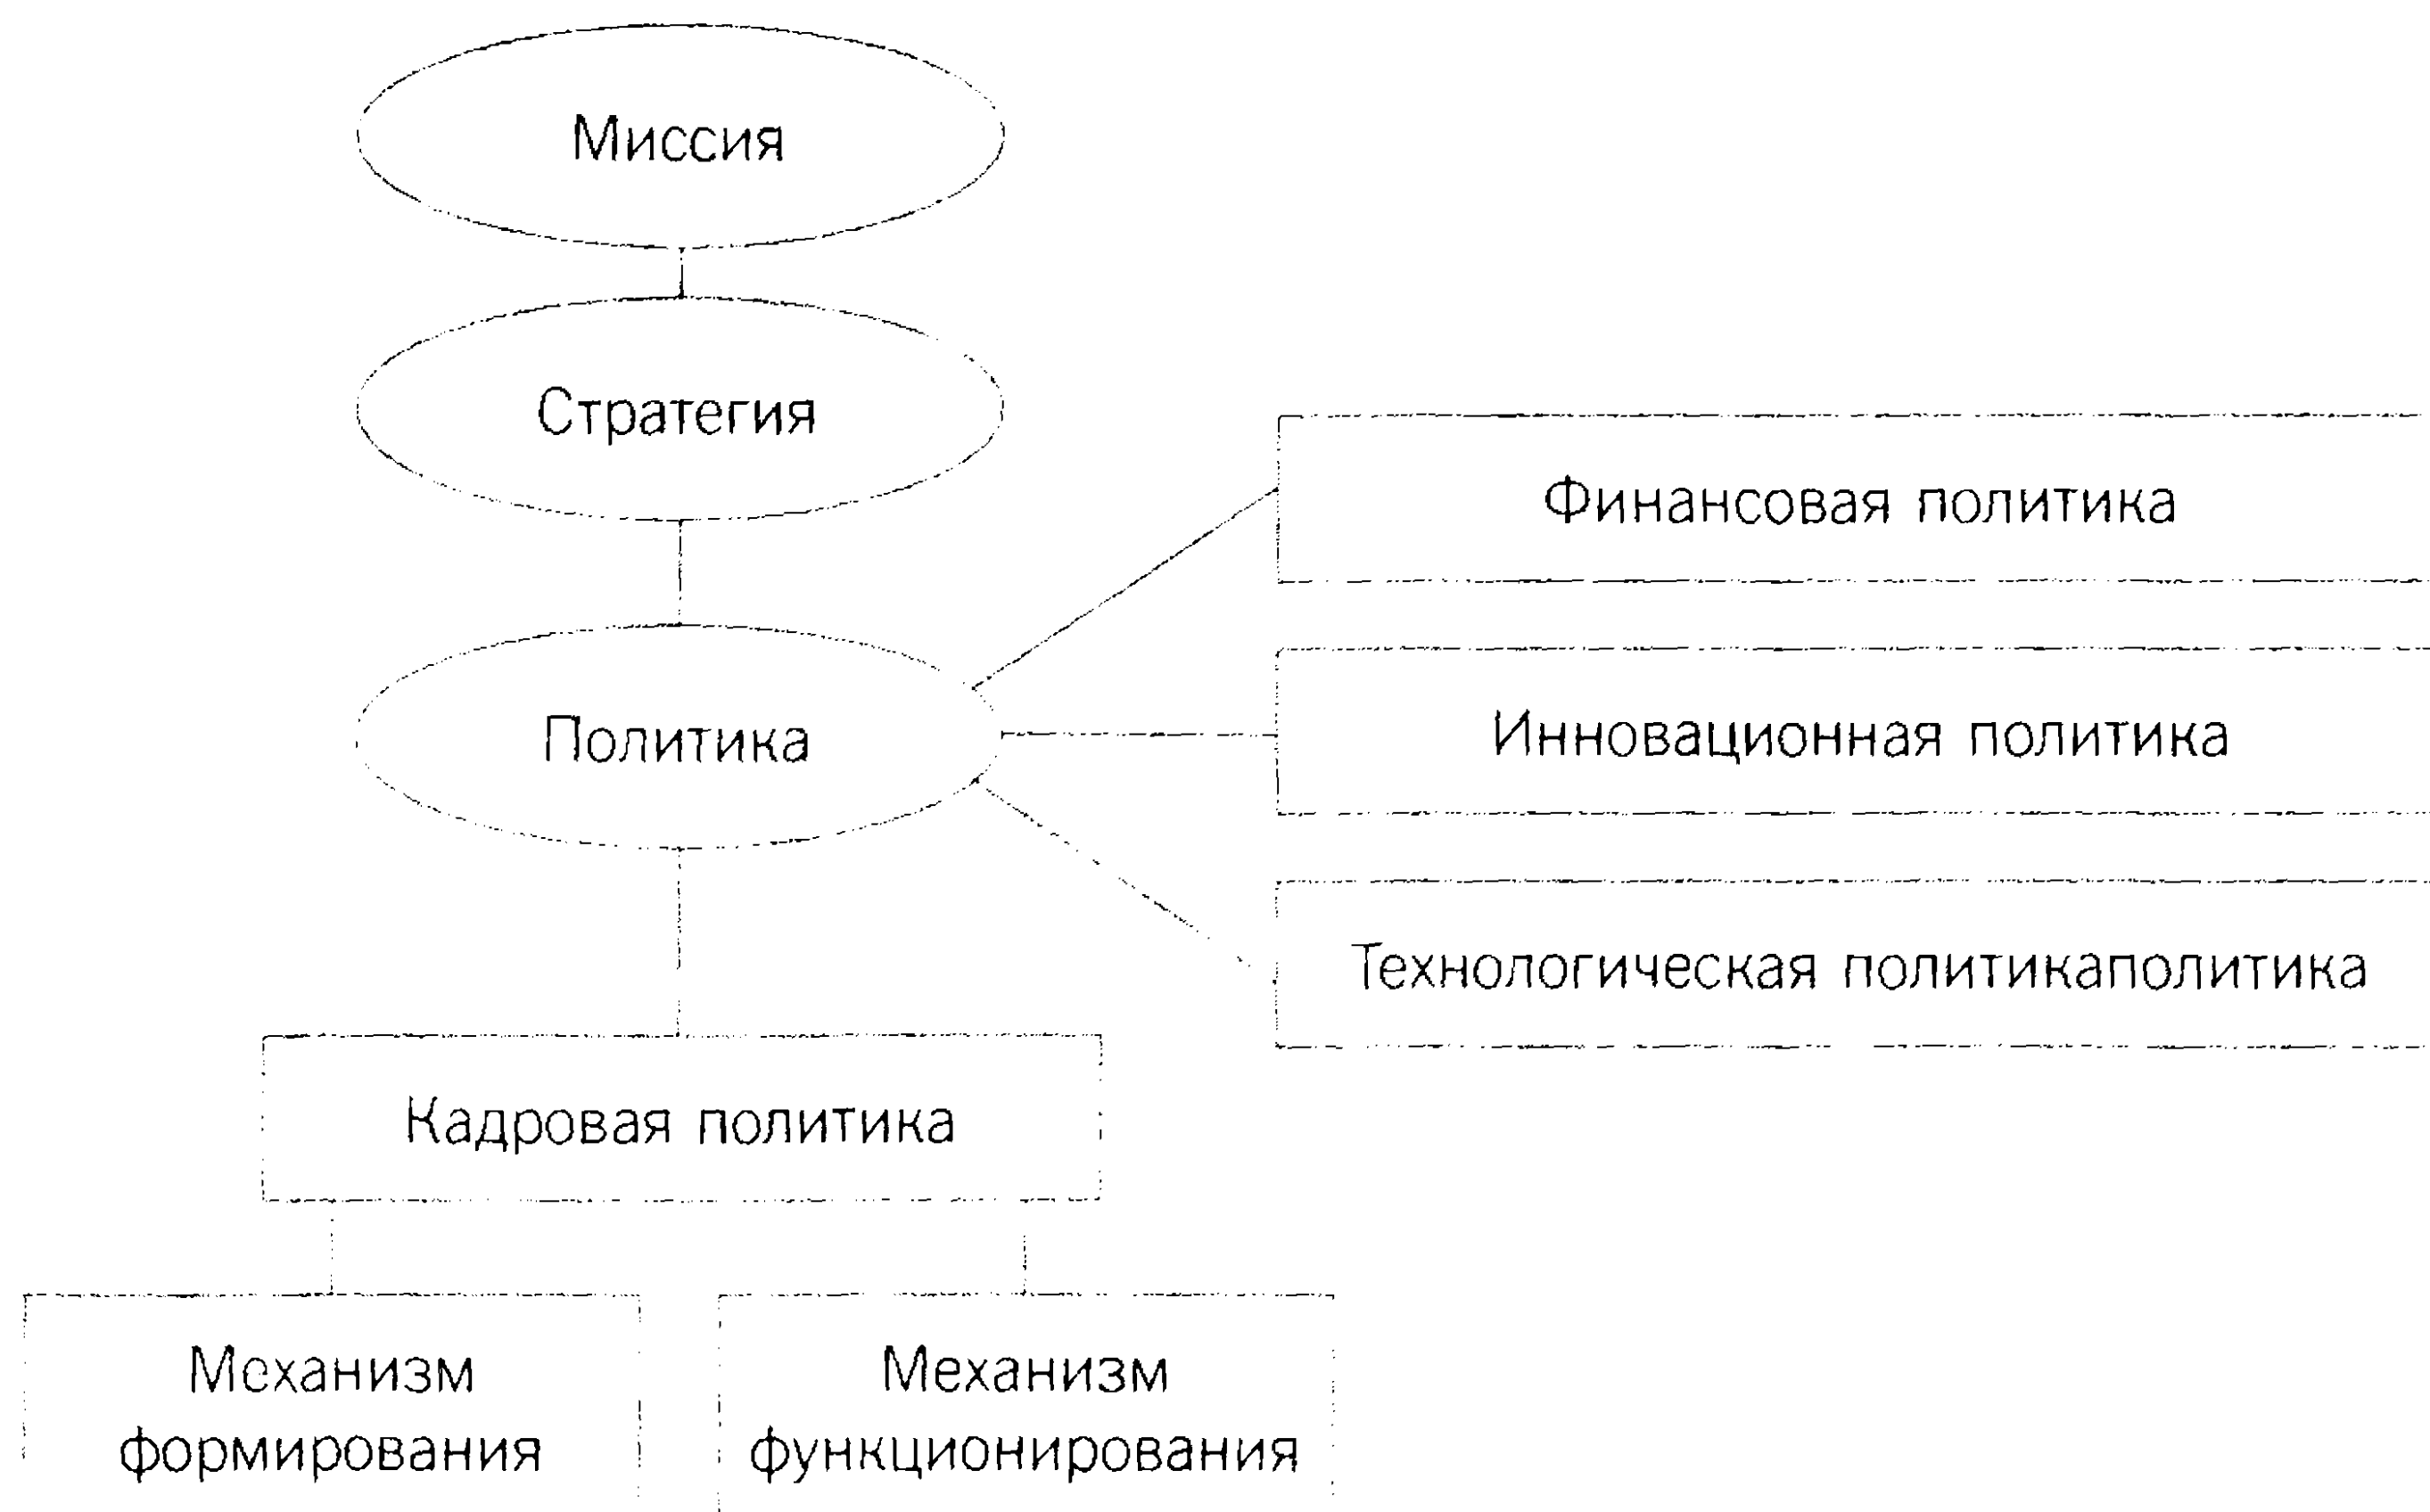 Миссия
Стратегия
Финансовая политика
Политика
Инновационная политика
Технологическая политикаполитика
Кадровая политика
Механизм
формирования
Механизм
функционирования